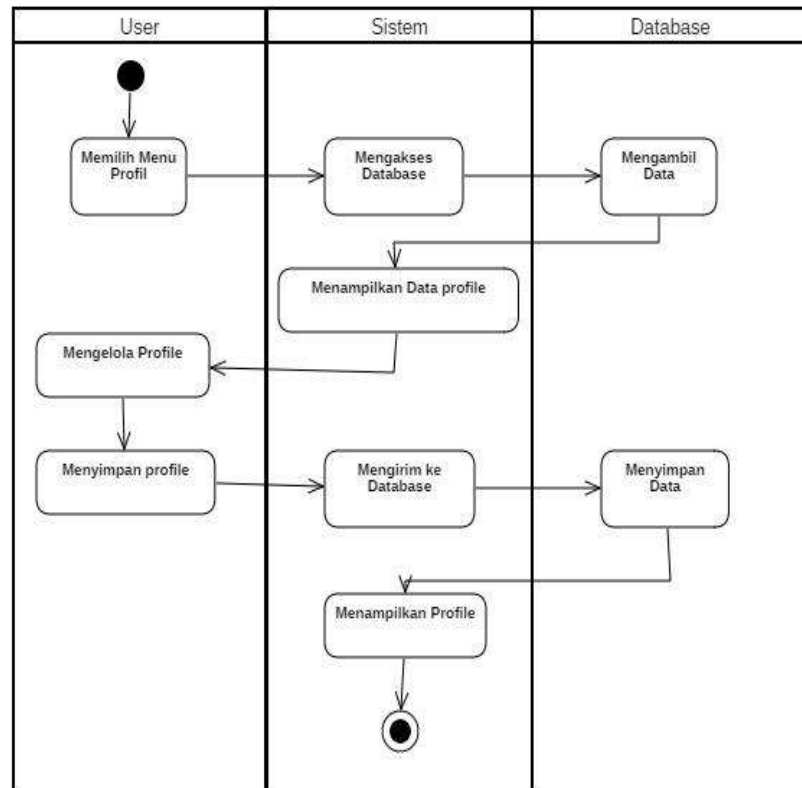 User
Sistem
Database
Memilih Menu
Profil
Mengakses
Database
Mengambil
Data
Menampilkan Data profile
Mengelola Profile
Menyimpan profile
Mengirim ke
Database
Menyimpan
Data
Menampilkan Profile